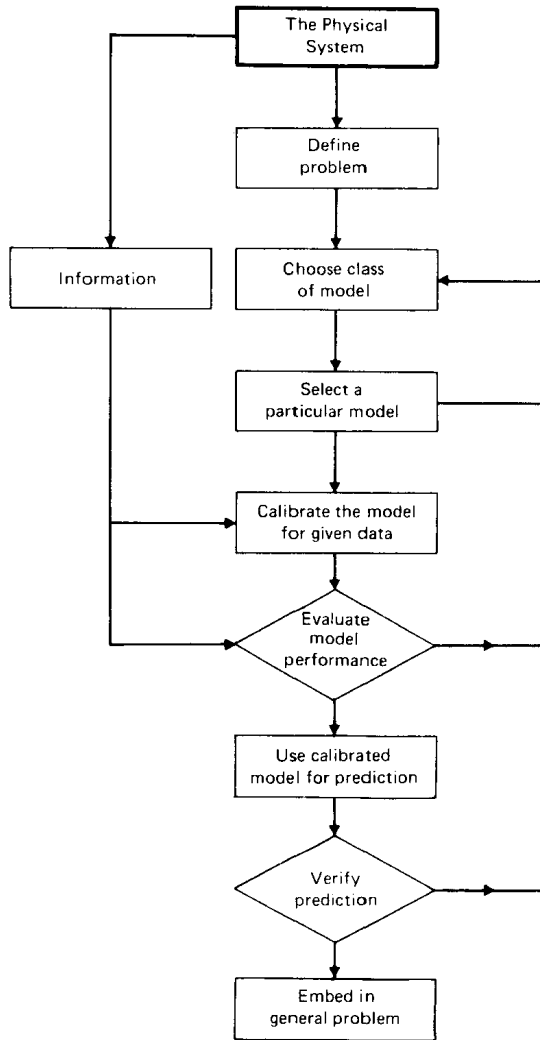 The Physical
System
Define
problem
Information
Choose class
of model
Select a
particular model
Calibrate the model
for given data
Evaluate
model
performance
Use calibrated
model for prediction
Verify
prediction
Embed in
general problem